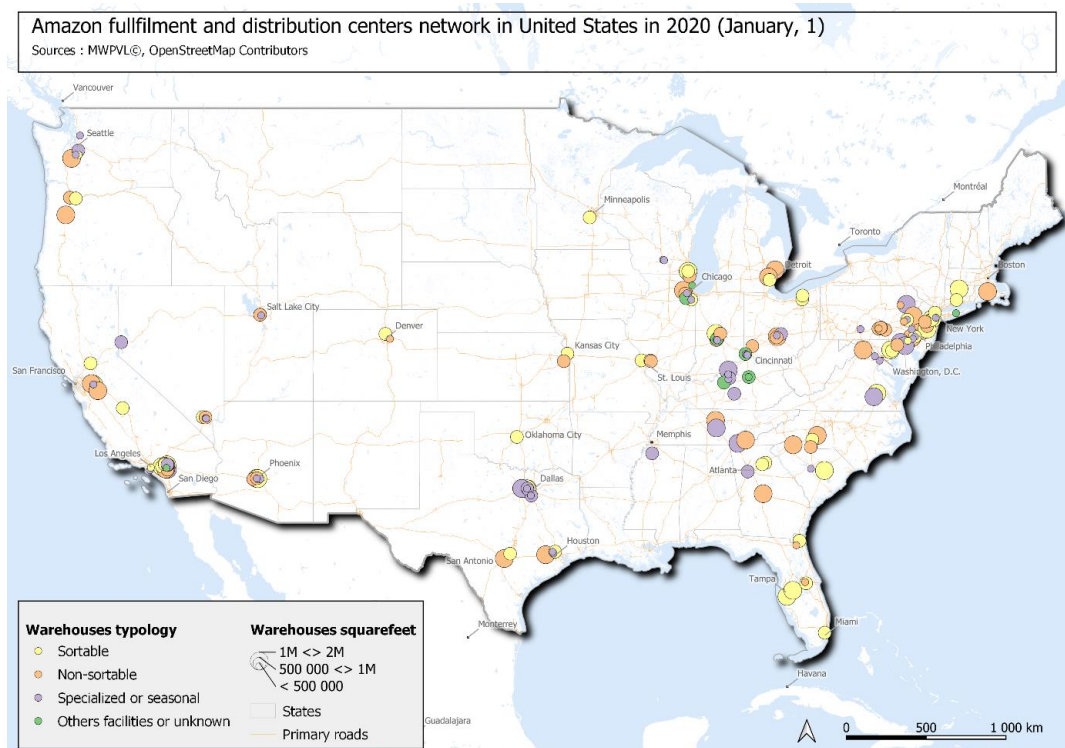 Amazon fullfilment and distribution centers network in United States in 2020 (January, 1)
Sources : MWPVL©, OpenStreetMap Contributors
Vancouver
Seattle
Montréal
Minneapolis
Toronto
Boston
Detroit
Chicago
Salt Lake City
Denver
New York
Philadelphia
Kansas City
Cincinnati
San Francisco
St. Louis
Washington, D.C.
Oklahoma City
Memphis
Los Angeles
Phoenix
Atlanta
San Diego
Dallas
Houston
San Antonio
Tampa
Monterrey
Miami
Havana
Guadalajara
Warehouses typology
Sortable
Non-sortable
Specialized or seasonal
Others facilities or unknown
Warehouses squarefeet
1M <> 2M
500 000 <> 1M
< 500 000
States
Primary roads
0 500 1 000 km